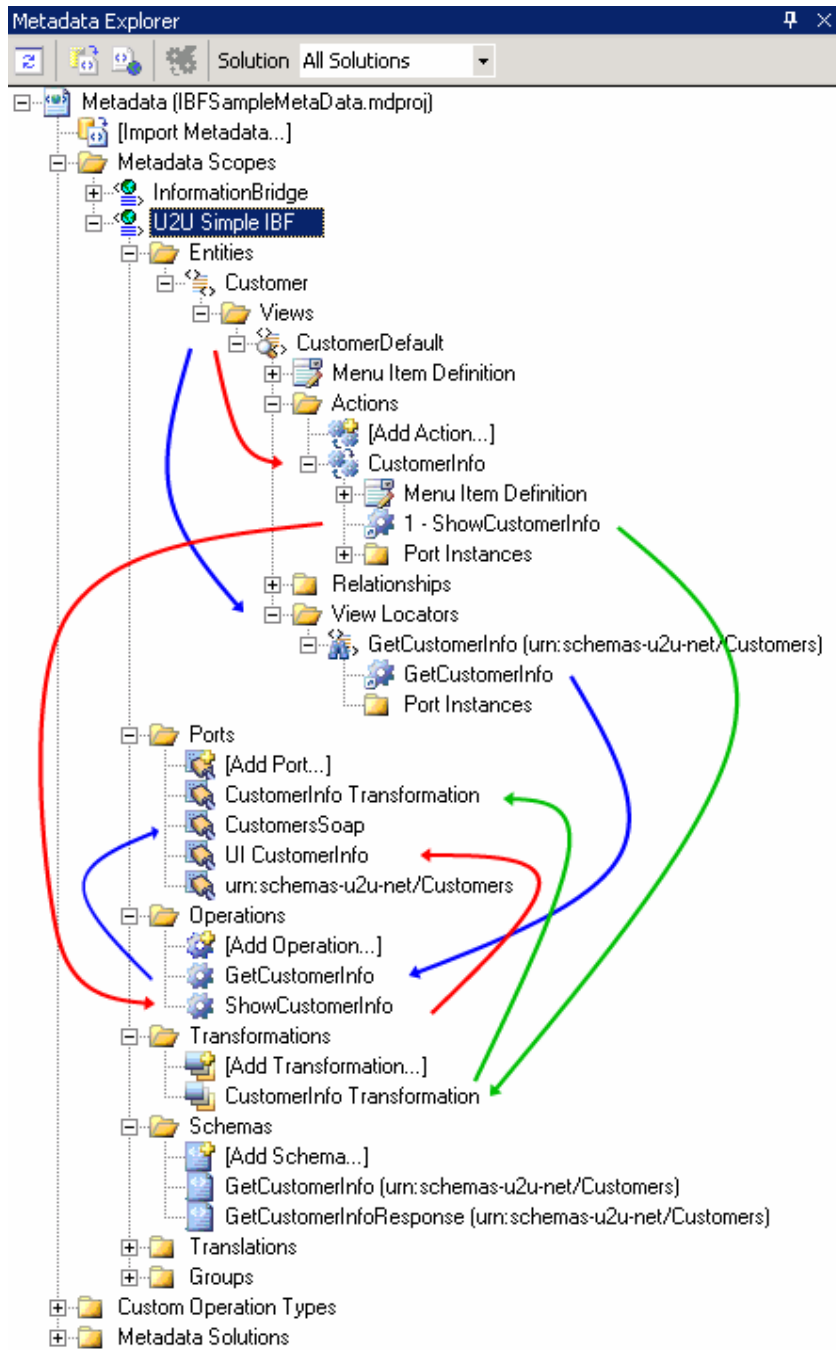 Metadata Explorer
Solution All Solutions
Metadata (IBFSampleMetaData.mdproj)
[Import Metadata...]
Metadata Scopes
InformationBridge
U2U Simple IBF
Entities
Customer
Views
CustomerDefault
Menu Item Definition
Actions
[Add Action...]
CustomerInfo
Menu Item Definition
1 - ShowCustomerInfo
Port Instances
Relationships
View Locators
GetCustomerInfo (urn:schemas-u2u-net/Customers)
GetCustomerInfo
Port Instances
Ports
[Add Port...]
CustomerInfo Transformation
CustomersSoap
UI CustomerInfo
urn:schemas-u2u-net/Customers
Operations
[Add Operation...]
GetCustomerInfo
ShowCustomerInfo
Transformations
[Add Transformation...]
CustomerInfo Transformation
Schemas
[Add Schema...]
GetCustomerInfo (urn:schemas-u2u-net/Customers)
GetCustomerInfoResponse (urn:schemas-u2u-net/Customers)
Translations
Groups
Custom Operation Types
Metadata Solutions